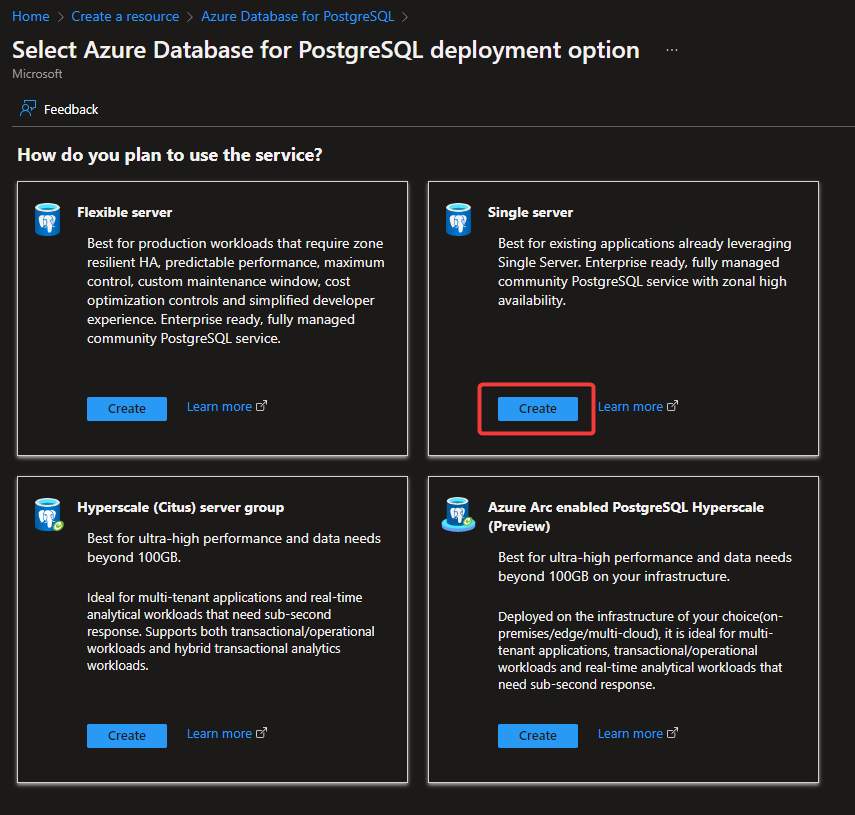 Home > Create a resource > Azure Database for PostgreSQL >
Select Azure Database for PostgreSQL deployment option ...
Microsoft
Feedback
How do you plan to use the service?
Flexible server
Best for production workloads that require zone
resilient HA, predictable performance, maximum
control, custom maintenance window, cost
optimization controls and simplified developer
experience. Enterprise ready, fully managed
community PostgreSQL service.
Create Learn more
Single server
Best for existing applications already leveraging
Single Server. Enterprise ready, fully managed
community PostgreSQL service with zonal high
availability.
Create Learn more
Hyperscale (Citus) server group
Best for ultra-high performance and data needs
beyond 100GB.
Ideal for multi-tenant applications and real-time
analytical workloads that need sub-second
response. Supports both transactional/operational
workloads and hybrid transactional analytics
workloads.
Create Learn more
Azure Arc enabled PostgreSQL Hyperscale
(Preview)
Best for ultra-high performance and data needs
beyond 100GB on your infrastructure.
Deployed on the infrastructure of your choice(on-
premises/edge/multi-cloud), it is ideal for multi-
tenant applications, transactional/operational
workloads and real-time analytical workloads that
need sub-second response.
Create Learn more